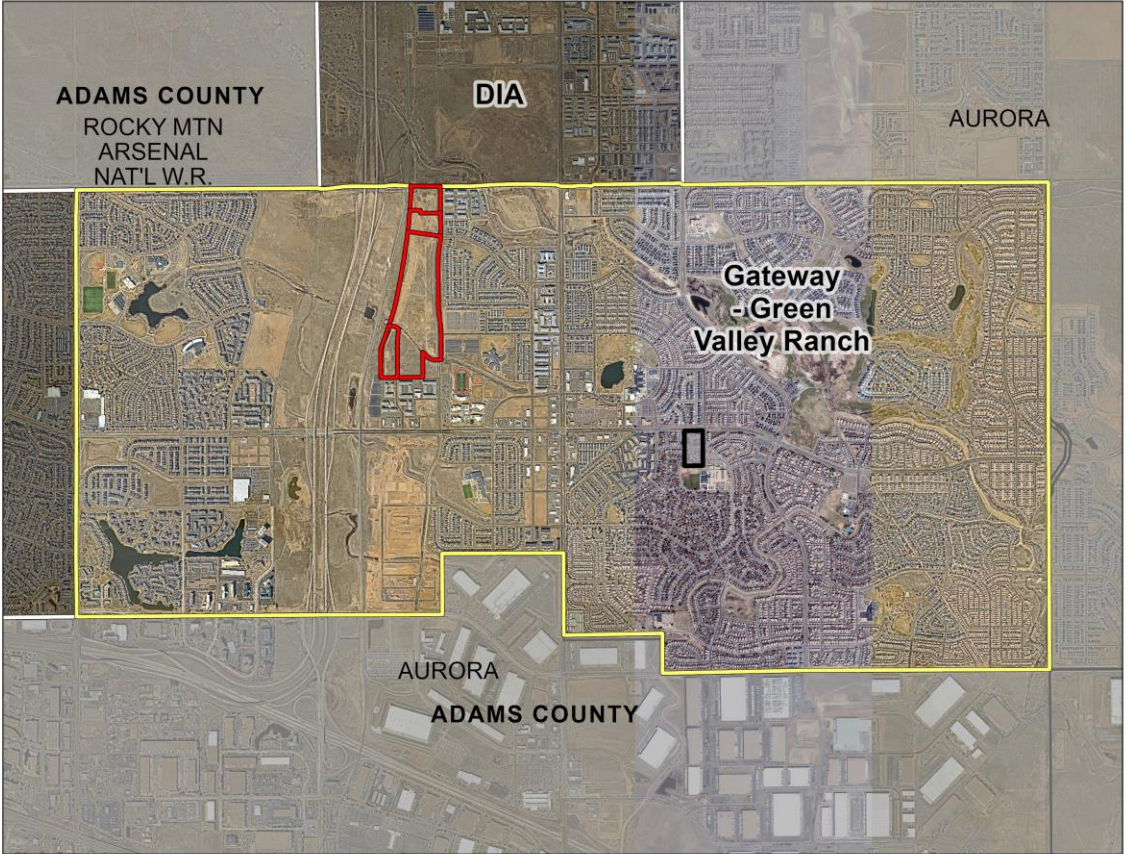 DIA
ADAMS COUNTY
ROCKY MTN
ARSENAL
NAT'L W.R.
AURORA
Gateway
- Green
Valley Ranch
AURORA
ADAMS COUNTY